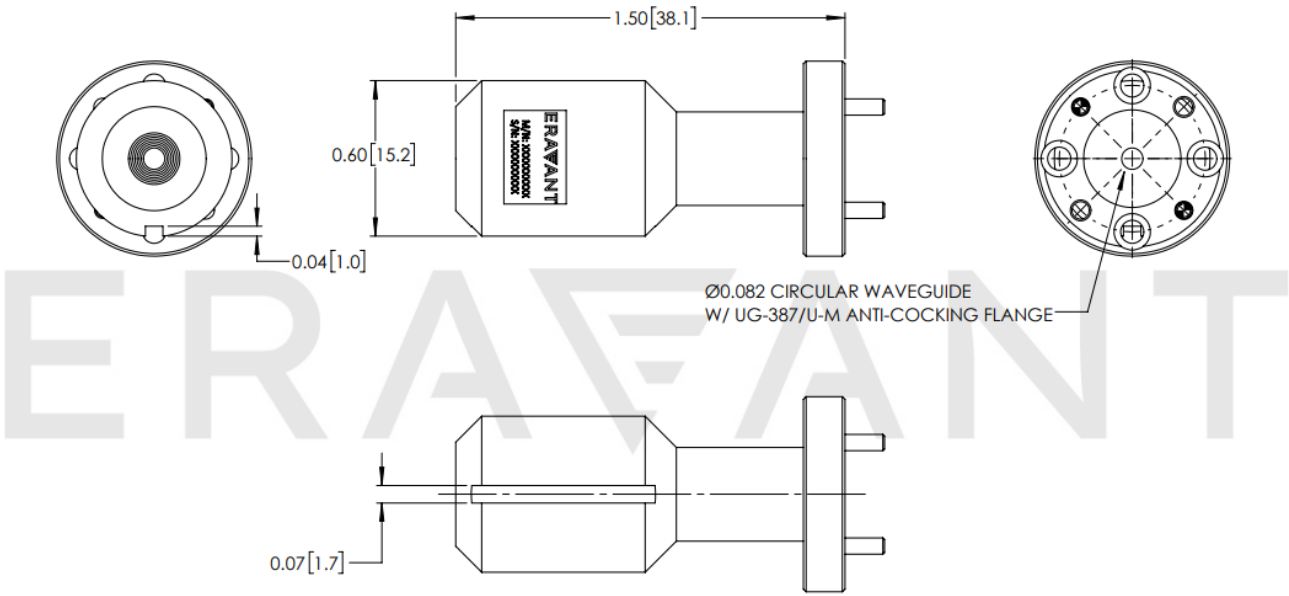 1.50[38.1]
0.60[15.2]
ERAVANT
M/N: XXXXXXXXX
S/N: XXXXXXXX
0.04[1.0]
Ø0.082 CIRCULAR WAVEGUIDE
W/ UG-387/U-M ANTI-COCKING FLANGE
ERAVANT
0.07[1.7]